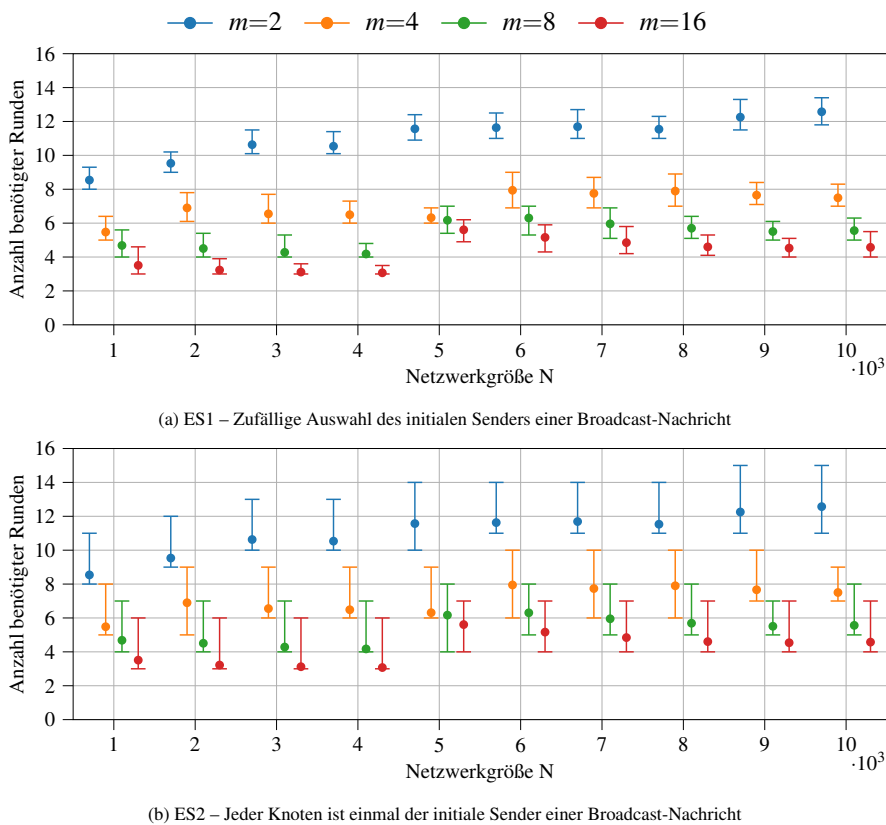 m=2 m=4 m=8 m=16
16
14
12
10
8
6
4
2
0
Anzahl benötigter Runden
1 2 3 4 5 6 7 8 9 10
Netzwerkgröße N
·10³
(a) ES1 – Zufällige Auswahl des initialen Senders einer Broadcast-Nachricht
16
14
12
10
8
6
4
2
0
Anzahl benötigter Runden
1 2 3 4 5 6 7 8 9 10
Netzwerkgröße N
·10³
(b) ES2 – Jeder Knoten ist einmal der initiale Sender einer Broadcast-Nachricht